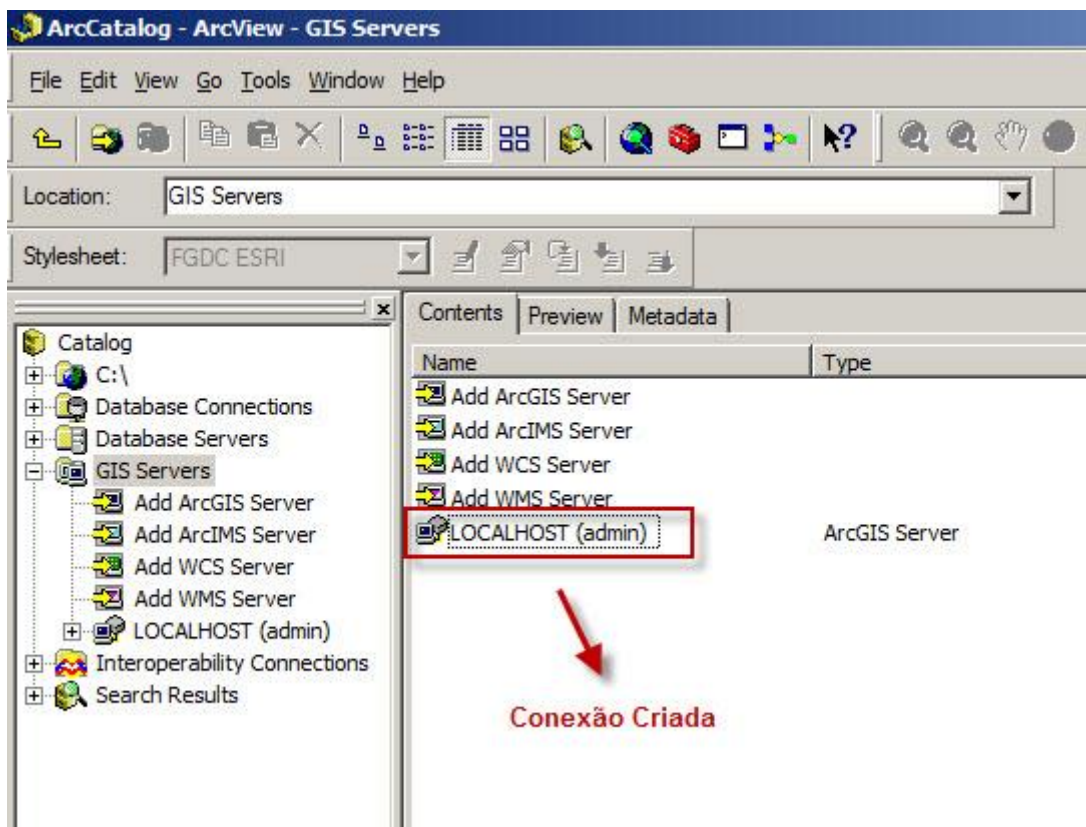 ArcCatalog - ArcView - GIS Servers
File Edit View Go Tools Window Help
Location: GIS Servers
Stylesheet: FGDC ESRI
Catalog
C:\
Database Connections
Database Servers
GIS Servers
Add ArcGIS Server
Add ArcIMS Server
Add WCS Server
Add WMS Server
LOCALHOST (admin)
Interoperability Connections
Search Results
Contents Preview Metadata
Name Type
Add ArcGIS Server
Add ArcIMS Server
Add WCS Server
Add WMS Server
LOCALHOST (admin) ArcGIS Server
Conexão Criada